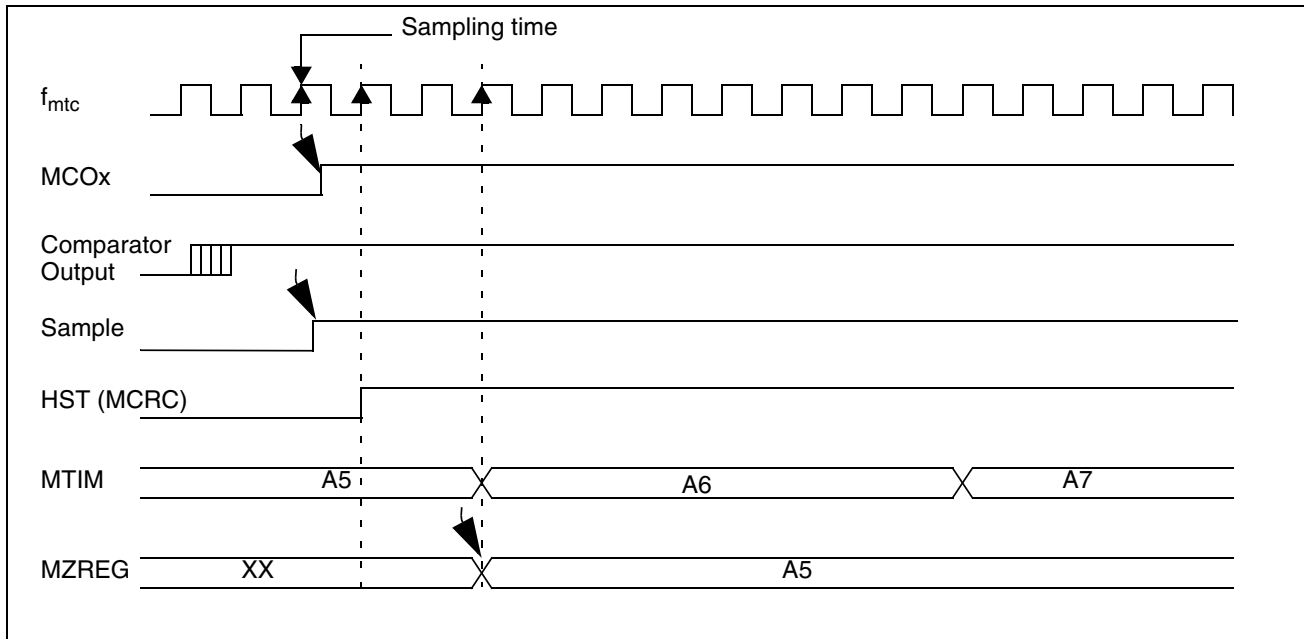 Sampling time
fmtc
MCOx
Comparator
Output
Sample
HST (MCRC)
MTIM
A5
A6
A7
MZREG
XX
A5